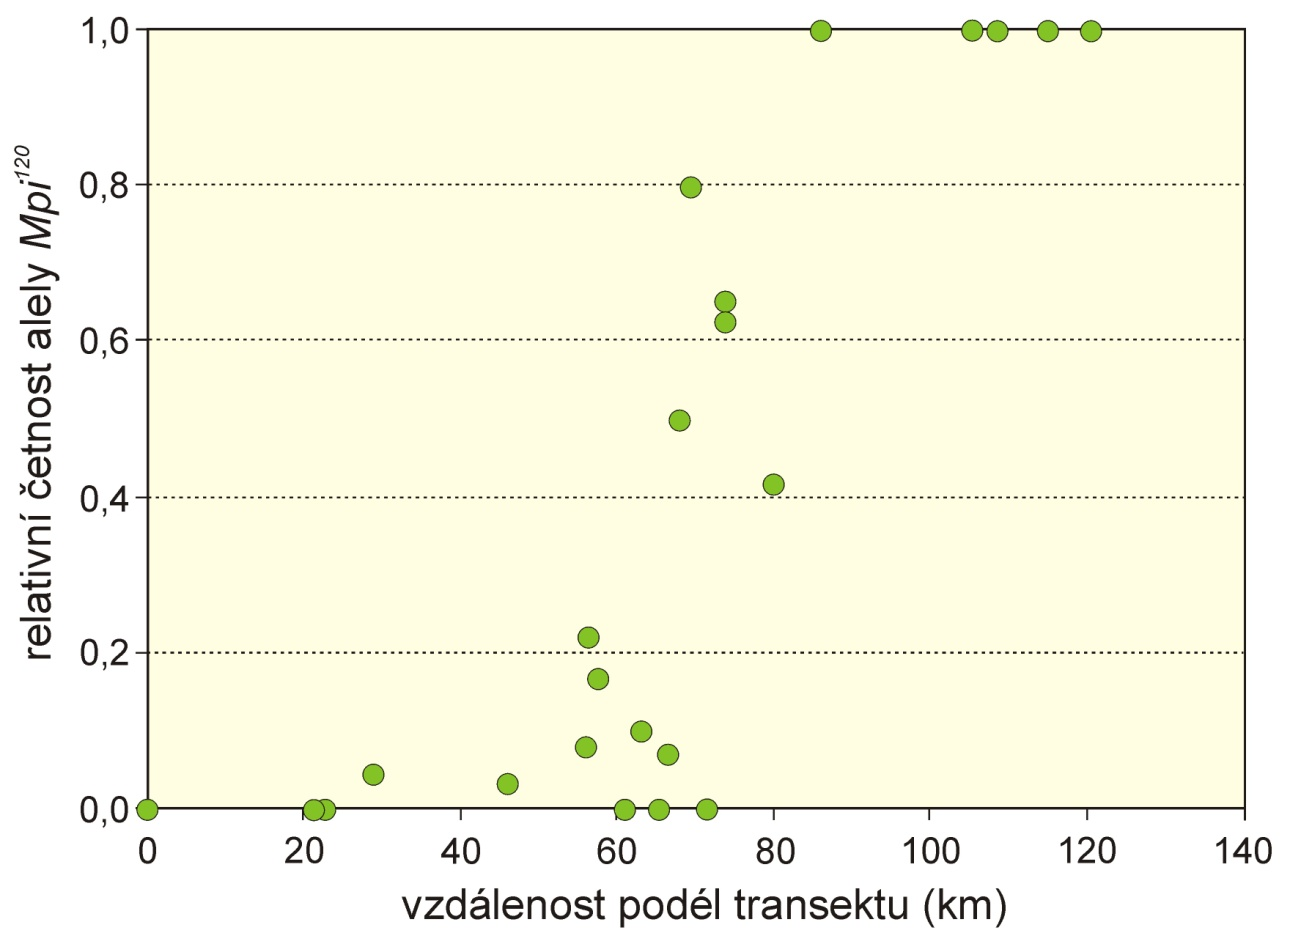 relativní četnost alely Mpi¹²⁰
1,0
0,8
0,6
0,4
0,2
0,0
0 20 40 60 80 100 120 140
vzdálenost podél transektu (km)